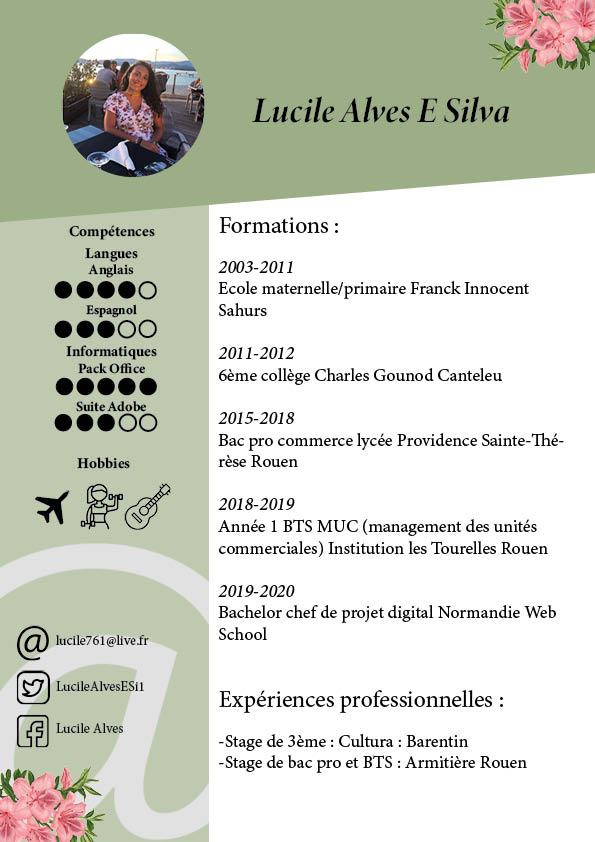 Lucile Alves E Silva
Compétences
Langues
Anglais
Espagnol
Informatiques
Pack Office
Suite Adobe
Hobbies
@ lucile761@live.fr
LucileAlvesESi1
Lucile Alves
Formations :
2003-2011
Ecole maternelle/primaire Franck Innocent
Sahurs
2011-2012
6ème collège Charles Gounod Canteleu
2015-2018
Bac pro commerce lycée Providence Sainte-Thé-
rèse Rouen
2018-2019
Année 1 BTS MUC (management des unités
commerciales) Institution les Tourelles Rouen
2019-2020
Bachelor chef de projet digital Normandie Web
School
Expériences professionnelles :
-Stage de 3ème : Cultura : Barentin
-Stage de bac pro et BTS : Armitière Rouen